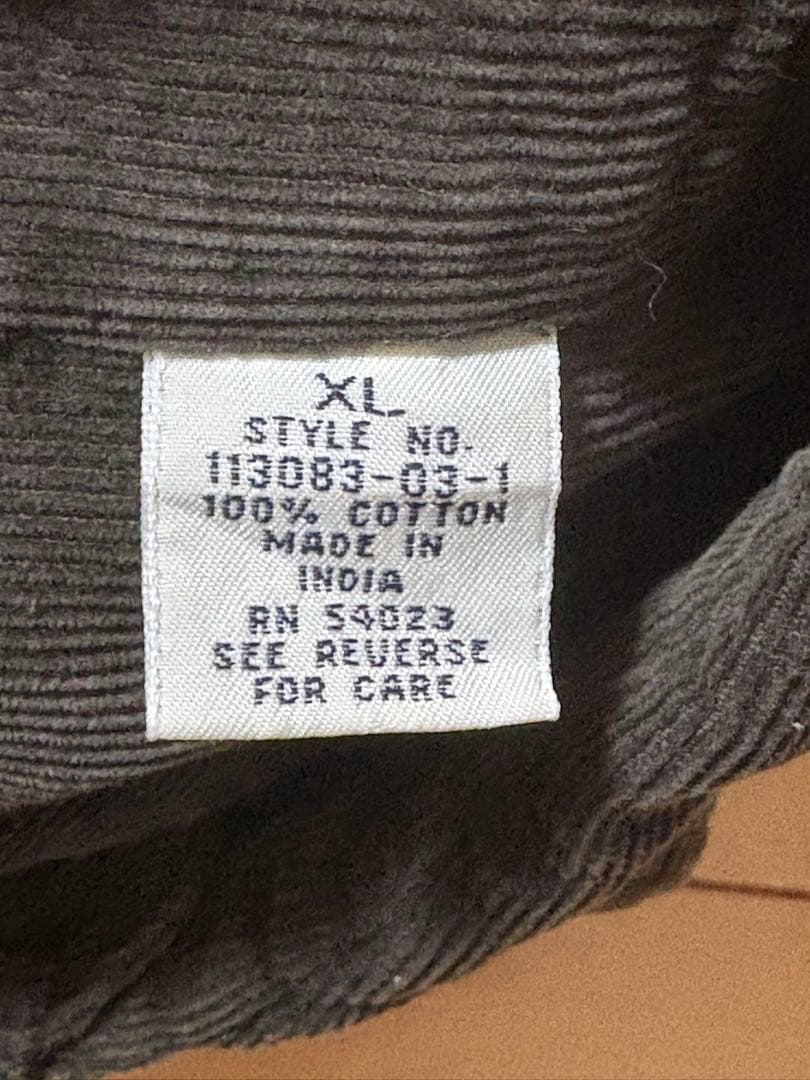 XL
STYLE NO.
113083-03-1
100% COTTON
MADE IN
INDIA
RN 54023
SEE REVERSE
FOR CARE